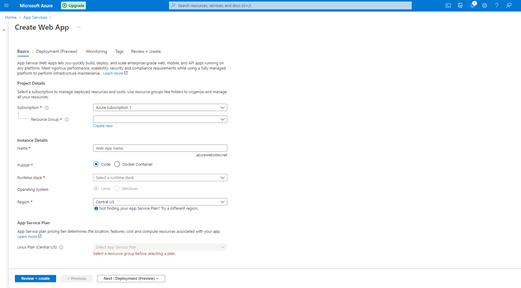 Microsoft Azure
Upgrade
Search resources, services, and docs (G+/)
Home > App Services >
Create Web App ...
Basics Deployment (Preview) Monitoring Tags Review + create
App Service Web Apps lets you quickly build, deploy, and scale enterprise-grade web, mobile, and API apps running on
any platform. Meet rigorous performance, scalability, security and compliance requirements while using a fully managed
platform to perform infrastructure maintenance. Learn more
Project Details
Select a subscription to manage deployed resources and costs. Use resource groups like folders to organize and manage
all your resources.
Subscription * Azure subscription 1
Resource Group *
Create new
Instance Details
Name * Web App name.
.azurewebsites.net
Publish * Code Docker Container
Runtime stack * Select a runtime stack
Operating System Linux Windows
Region * Central US
Not finding your App Service Plan? Try a different region.
App Service Plan
App Service plan pricing tier determines the location, features, cost and compute resources associated with your app.
Learn more
Linux Plan (Central US) Select App Service Plan
Select a resource group before selecting a plan.
Review + create < Previous Next : Deployment (Preview) >